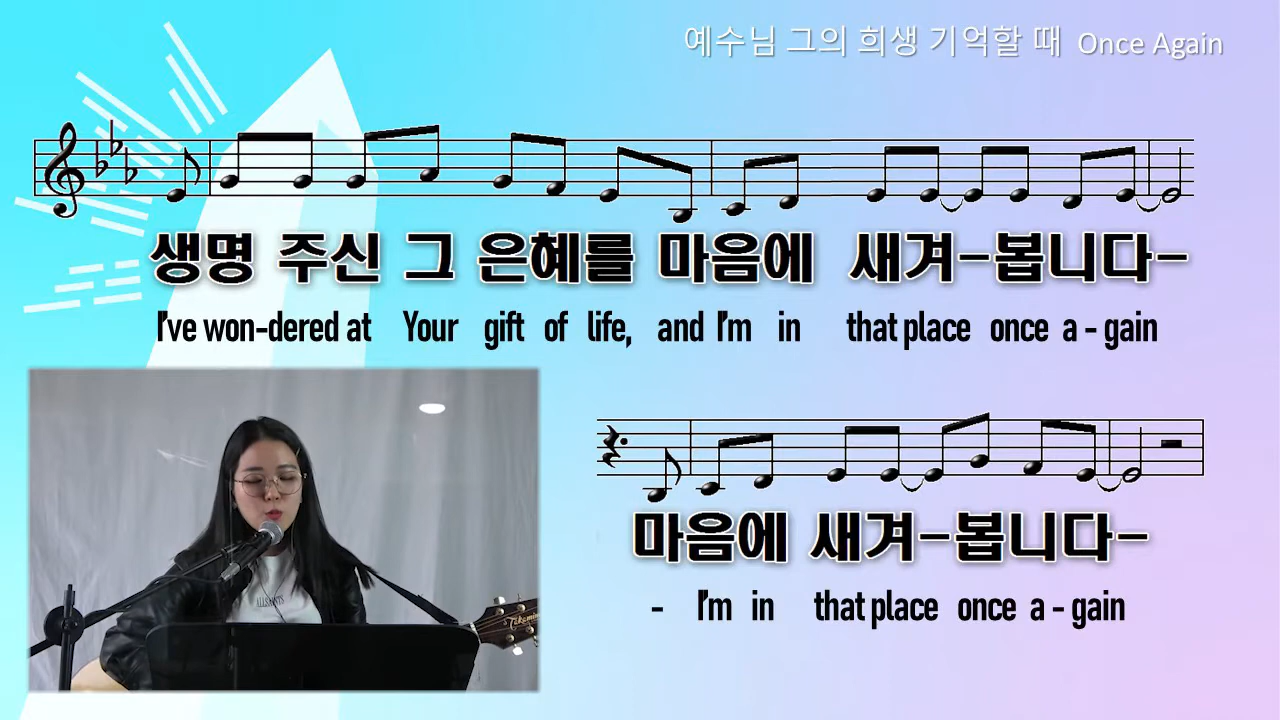 예수님 그의 희생 기억할 때 Once Again
생명 주신 그 은혜를 마음에 새겨-봅니다-
I've won-dered at Your gift of life, and I'm in that place once a - gain
마음에 새겨-봅니다-
- I'm in that place once a - gain
ALLSAINTS
Takamine